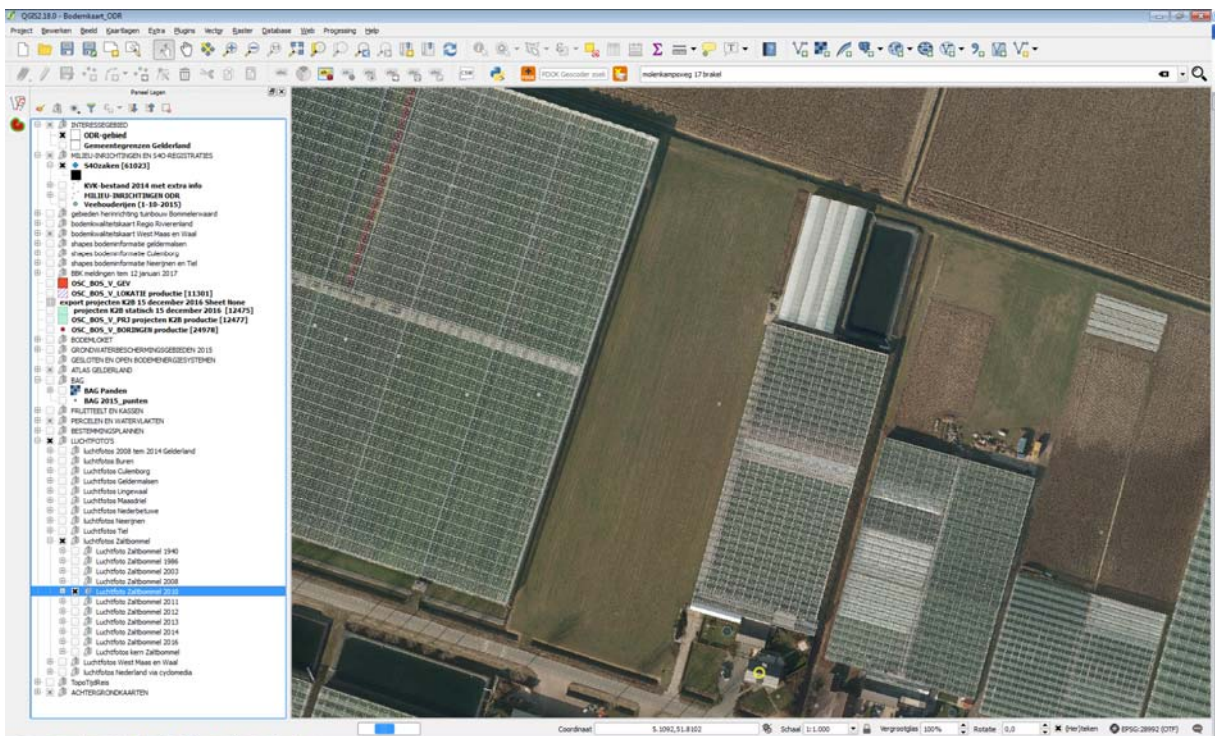 QGIS2.18.0 - Bodemkaart_ODR
Project Bewerken Beeld Kaartlagen Extra Plugins Vector Raster Database Web Progessing Help
CSW
PDOK Geocoder zoek
molenkampsweg 17 brakel
Paneel Lagen
INTERESSEGEBIED
ODR-gebied
Gemeentegrenzen Gelderland
MILIEU-INRICHTINGEN EN S4O-REGISTRATIES
S4Ozaken [61023]
KVK-bestand 2014 met extra info
MILIEU-INRICHTINGEN ODR
Veehouderijen (1-10-2015)
gebieden herinrichting tuinbouw Bommelerwaard
bodemkwaliteitskaart Regio Rivierenland
bodemkwaliteitskaart West Maas en Waal
shapes bodeminformatie geldermalsen
shapes bodeminformatie Culemborg
shapes bodeminformatie Neerijnen en Tiel
BBK meldingen tem 12 januari 2017
OSC_BOS_V_GEV
OSC_BOS_V_LOKATIE productie [11301]
export projecten K2B 15 december 2016 Sheet None
projecten K2B statisch 15 december 2016 [12475]
OSC_BOS_V_PRJ projecten K2B productie [12477]
OSC_BOS_V_BORINGEN productie [24978]
BODEMLOKET
GRONDWATERBESCHERMINGSGEBIEDEN 2015
GESLOTEN EN OPEN BODEMENERGIESYSTEMEN
ATLAS GELDERLAND
BAG
BAG Panden
BAG 2015_punten
FRUITTEELT EN KASSEN
PERCELEN EN WATERVLAKTEN
BESTEMMINGSPLANNEN
LUCHTFOTO'S
luchtfotos 2008 tem 2014 Gelderland
luchtfotos Buren
Luchtfotos Culemborg
Luchtfotos Geldermalsen
Luchtfotos Lingewaal
Luchtfotos Maasdriel
Luchtfotos Nederbetuwe
luchtfotos Neerijnen
Luchtfotos Tiel
luchtfotos Zaltbommel
Luchtfoto Zaltbommel 1940
Luchtfoto Zaltbommel 1986
Luchtfoto Zaltbommel 2003
Luchtfoto Zaltbommel 2008
Luchtfoto Zaltbommel 2010
Luchtfoto Zaltbommel 2011
Luchtfoto Zaltbommel 2012
Luchtfoto Zaltbommel 2013
Luchtfoto Zaltbommel 2014
Luchtfoto Zaltbommel 2016
Luchtfoto kern Zaltbommel
Luchtfotos West Maas en Waal
luchtfotos Nederland via cyclomedia
TopoTijdReis
ACHTERGRONDKAARTEN
Coördinaat 5.1092,51.8102 Schaal 1:1.000 Vergrootglas 100% Rotatie 0,0 (Her)teken EPSG:28992 (OTF)